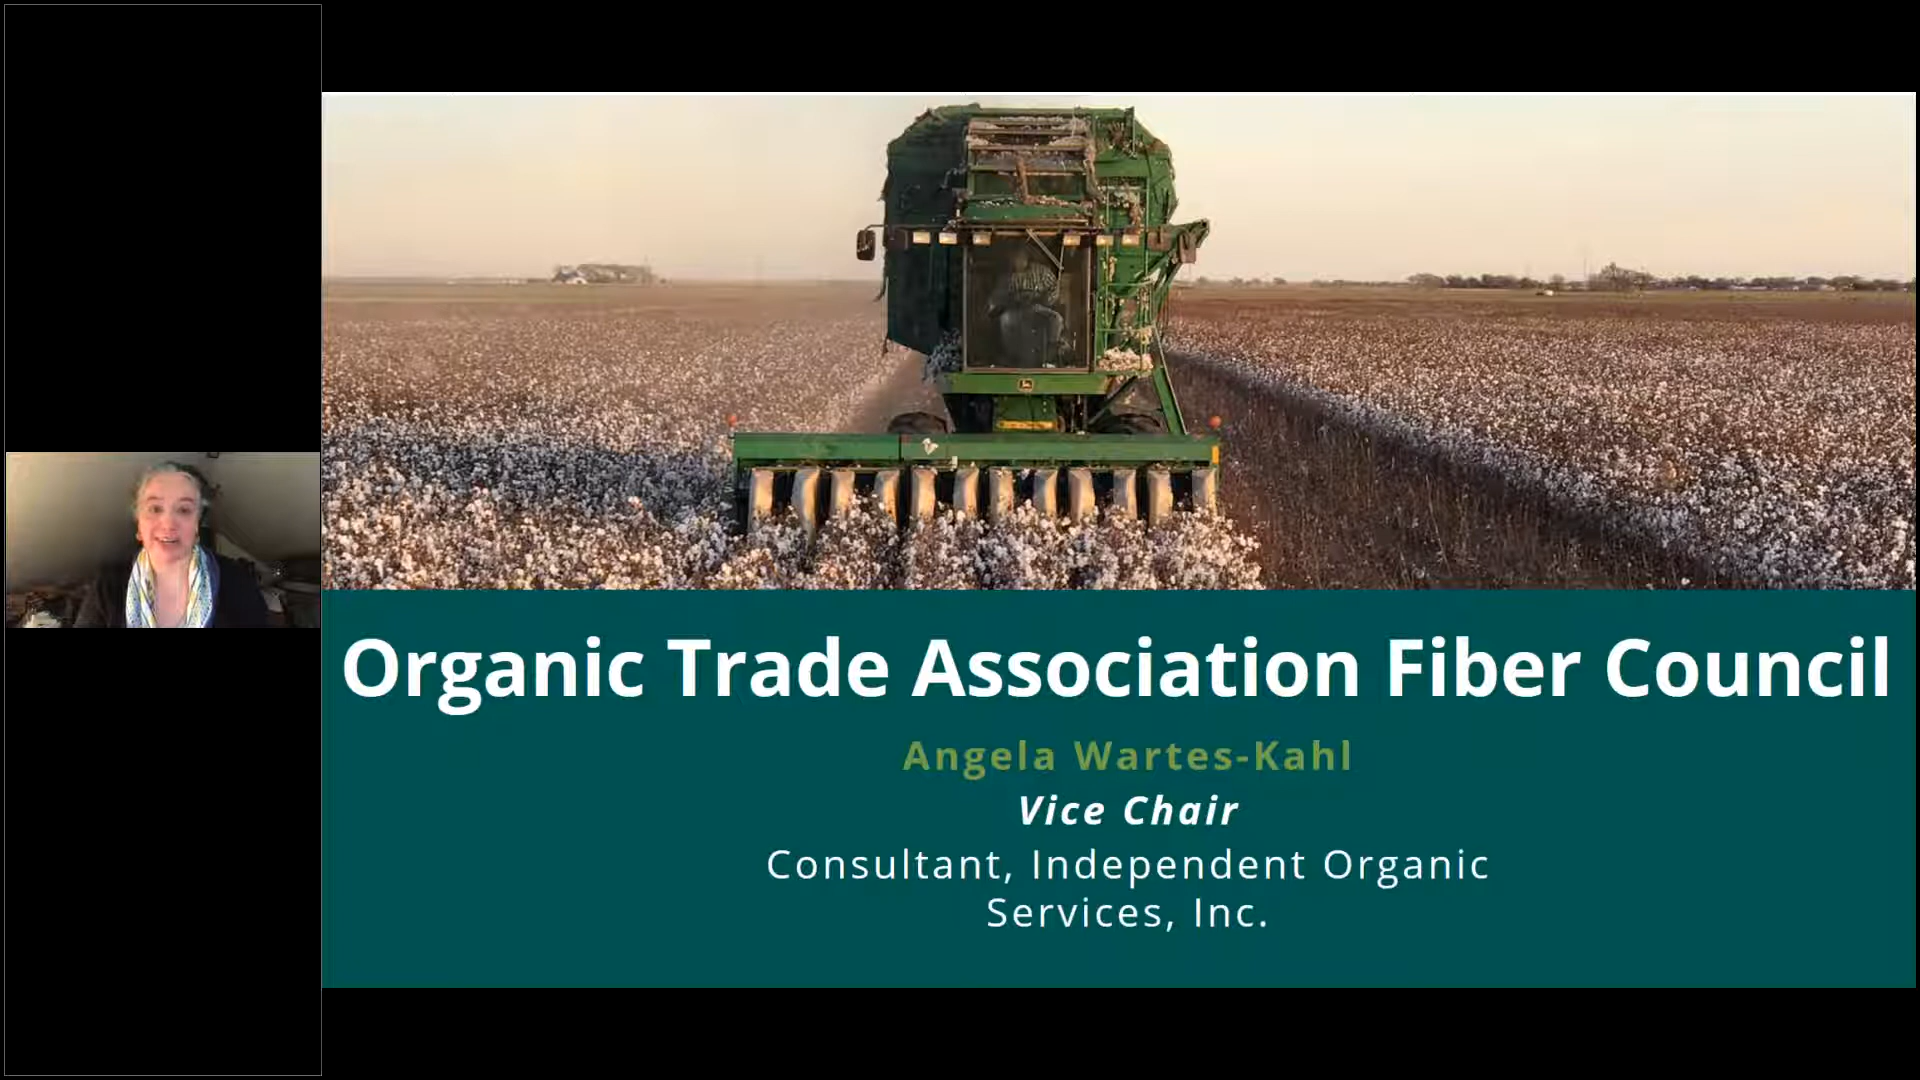 Organic Trade Association Fiber Council
Angela Wartes-Kahl
Vice Chair
Consultant, Independent Organic
Services, Inc.